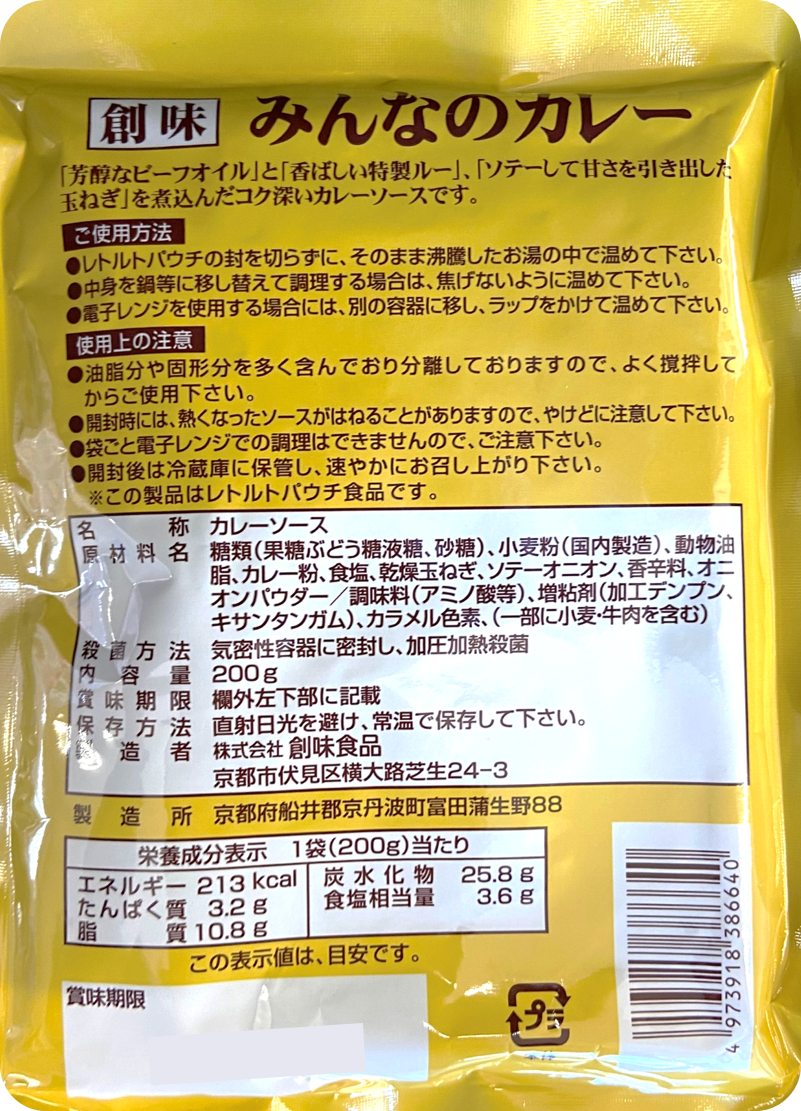 創味 みんなのカレー
「芳醇なビーフオイル」と「香ばしい特製ルー」、「ソテーして甘さを引き出した
玉ねぎ」を煮込んだコク深いカレーソースです。
ご使用方法
●レトルトパウチの封を切らずに、そのまま沸騰したお湯の中で温めて下さい。
●中身を鍋等に移し替えて調理する場合は、焦げないように温めて下さい。
●電子レンジを使用する場合には、別の容器に移し、ラップをかけて温めて下さい。
使用上の注意
●油脂分や固形分を多く含んでおり分離しておりますので、よく撹拌して
からご使用下さい。
●開封時には、熱くなったソースがはねることがありますので、やけどに注意して下さい。
●袋ごと電子レンジでの調理はできませんので、ご注意下さい。
●開封後は冷蔵庫に保管し、速やかにお召し上がり下さい。
※この製品はレトルトパウチ食品です。
名称 カレーソース
原材料名 糖類(果糖ぶどう糖液糖、砂糖)、小麦粉(国内製造)、動物油
脂、カレー粉、食塩、乾燥玉ねぎ、ソテーオニオン、香辛料、オニ
オンパウダー/調味料(アミノ酸等)、増粘剤(加工デンプン、
キサンタンガム)、カラメル色素、(一部に小麦・牛肉を含む)
殺菌方法 気密性容器に密封し、加圧加熱殺菌
内容量 200g
賞味期限 欄外左下部に記載
保存方法 直射日光を避け、常温で保存して下さい。
製造者 株式会社 創味食品
京都市伏見区横大路芝生24-3
製造所 京都府船井郡京丹波町富田蒲生野88
栄養成分表示 1袋(200g)当たり
エネルギー 213 kcal 炭水化物 25.8 g
たんぱく質 3.2 g 食塩相当量 3.6 g
脂質 10.8 g
この表示値は、目安です。
賞味期限
プラ
4 973918 386640